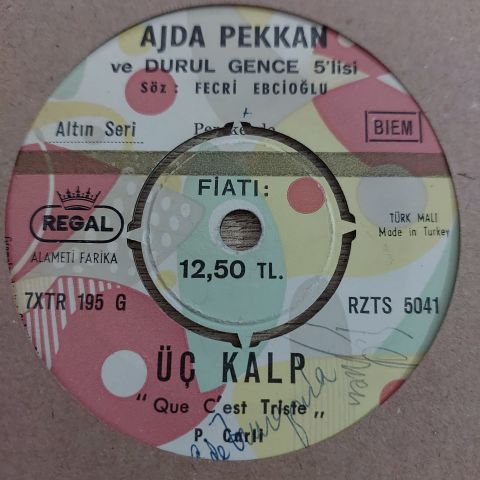 AJDA PEKKAN
ve DURUL GENCE 5'lisi
Söz : FECRİ EBCİOĞLU
Altın Seri
BIEM
FİATI:
REGAL
ALAMETİ FARİKA
TÜRK MALI
Made in Turkey
12,50 TL.
7XTR 195 G
RZTS 5041
ÜÇ KALP
"Que C'est Triste"
P. Carli